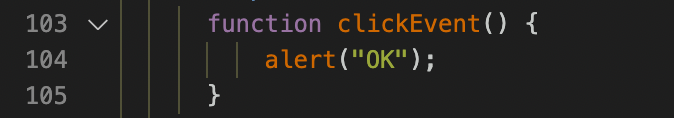 103 function clickEvent() {
104 alert("OK");
105 }